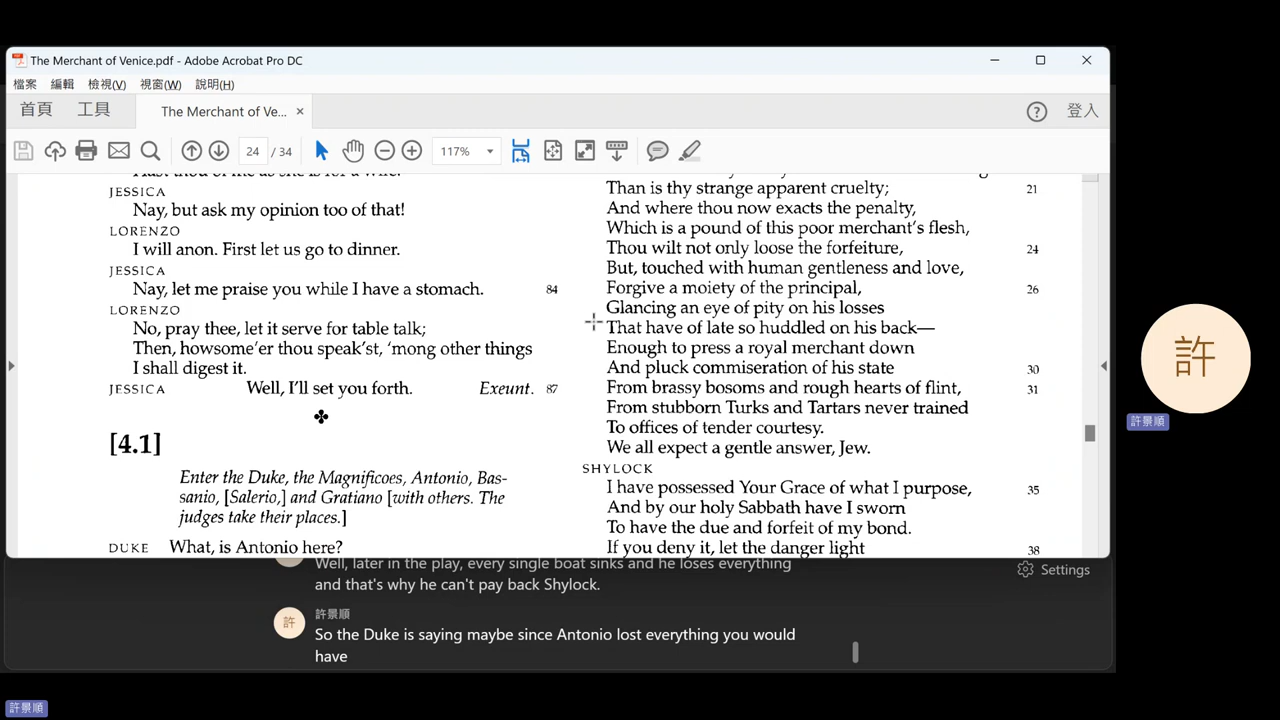 The Merchant of Venice.pdf - Adobe Acrobat Pro DC
檔案 編輯 檢視(V) 視窗(W) 說明(H)
首頁 工具 The Merchant of Ve... × 登入
24 / 34 117%
JESSICA
Nay, but ask my opinion too of that!
LORENZO
I will anon. First let us go to dinner.
JESSICA
Nay, let me praise you while I have a stomach. 84
LORENZO
No, pray thee, let it serve for table talk;
Then, howsome'er thou speak'st, 'mong other things
I shall digest it.
JESSICA Well, I'll set you forth. Exeunt. 87
[4.1]
Enter the Duke, the Magnificoes, Antonio, Bas-
sanio, [Salerio,] and Gratiano [with others. The
judges take their places.]
DUKE What, is Antonio here?
Than is thy strange apparent cruelty; 21
And where thou now exacts the penalty,
Which is a pound of this poor merchant's flesh,
Thou wilt not only loose the forfeiture, 24
But, touched with human gentleness and love,
Forgive a moiety of the principal, 26
Glancing an eye of pity on his losses
That have of late so huddled on his back—
Enough to press a royal merchant down
And pluck commiseration of his state 30
From brassy bosoms and rough hearts of flint, 31
From stubborn Turks and Tartars never trained
To offices of tender courtesy.
We all expect a gentle answer, Jew.
SHYLOCK
I have possessed Your Grace of what I purpose, 35
And by our holy Sabbath have I sworn
To have the due and forfeit of my bond.
If you deny it, let the danger light 38
Well, later in the play, every single boat sinks and he loses everything
and that's why he can't pay back Shylock.
許景順
許
So the Duke is saying maybe since Antonio lost everything you would
have
Settings
許
許景順
許景順